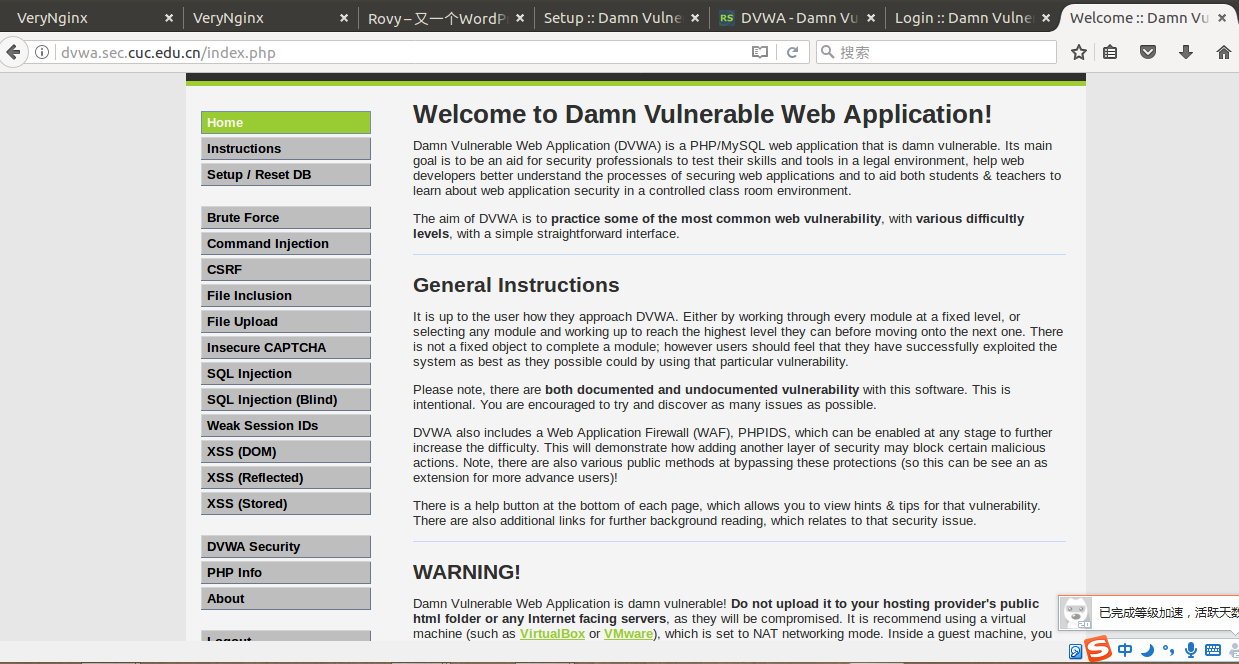 VeryNginx
VeryNginx
Rovy – 又一个WordP
Setup :: Damn Vulne
RS DVWA - Damn Vu
Login :: Damn Vulne
Welcome :: Damn Vu
dvwa.sec.cuc.edu.cn/index.php
搜索
Home
Instructions
Setup / Reset DB
Brute Force
Command Injection
CSRF
File Inclusion
File Upload
Insecure CAPTCHA
SQL Injection
SQL Injection (Blind)
Weak Session IDs
XSS (DOM)
XSS (Reflected)
XSS (Stored)
DVWA Security
PHP Info
About
Logout
Welcome to Damn Vulnerable Web Application!
Damn Vulnerable Web Application (DVWA) is a PHP/MySQL web application that is damn vulnerable. Its main
goal is to be an aid for security professionals to test their skills and tools in a legal environment, help web
developers better understand the processes of securing web applications and to aid both students & teachers to
learn about web application security in a controlled class room environment.
The aim of DVWA is to practice some of the most common web vulnerability, with various difficultly
levels, with a simple straightforward interface.
General Instructions
It is up to the user how they approach DVWA. Either by working through every module at a fixed level, or
selecting any module and working up to reach the highest level they can before moving onto the next one. There
is not a fixed object to complete a module; however users should feel that they have successfully exploited the
system as best as they possible could by using that particular vulnerability.
Please note, there are both documented and undocumented vulnerability with this software. This is
intentional. You are encouraged to try and discover as many issues as possible.
DVWA also includes a Web Application Firewall (WAF), PHPIDS, which can be enabled at any stage to further
increase the difficulty. This will demonstrate how adding another layer of security may block certain malicious
actions. Note, there are also various public methods at bypassing these protections (so this can be see an as
extension for more advance users)!
There is a help button at the bottom of each page, which allows you to view hints & tips for that vulnerability.
There are also additional links for further background reading, which relates to that security issue.
WARNING!
Damn Vulnerable Web Application is damn vulnerable! Do not upload it to your hosting provider's public
html folder or any Internet facing servers, as they will be compromised. It is recommend using a virtual
machine (such as VirtualBox or VMware), which is set to NAT networking mode. Inside a guest machine, you
已完成等级加速，活跃天数
中